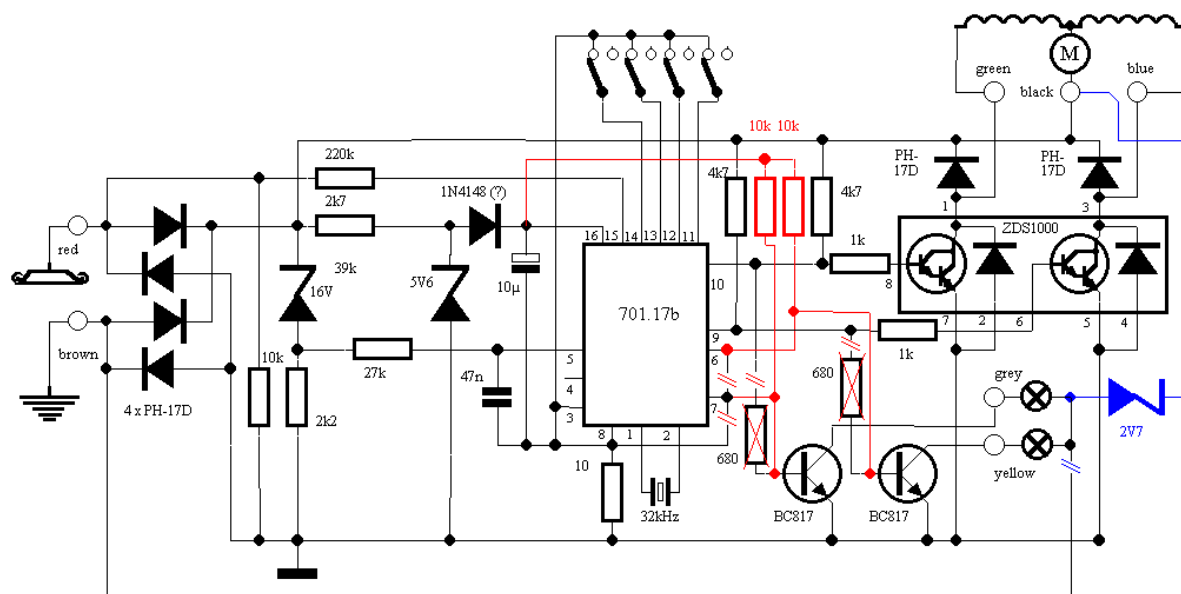 M
green
blue
black
10k 10k
220k
PH-
17D
PH-
17D
1N4148 (?)
4k7
4k7
2k7
1
3
ZDS1000
red
16
15
14
13
12
11
1k
39k
16V
5V6
10µ
10
8
701.17b
7
2
6
5
4
brown
9
1k
10k
5
6
27k
47n
4
680
grey
4 x PH-17D
2k2
3
7
8
1
2
680
2V7
10
yellow
32kHz
BC817
BC817